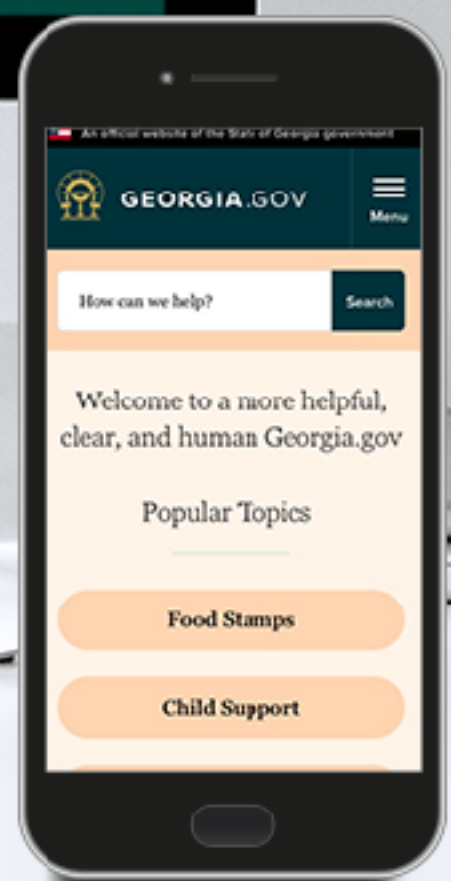 An official website of the State of Georgia government
GEORGIA.GOV
Menu
How can we help?
Search
Welcome to a more helpful,
clear, and human Georgia.gov
Popular Topics
Food Stamps
Child Support